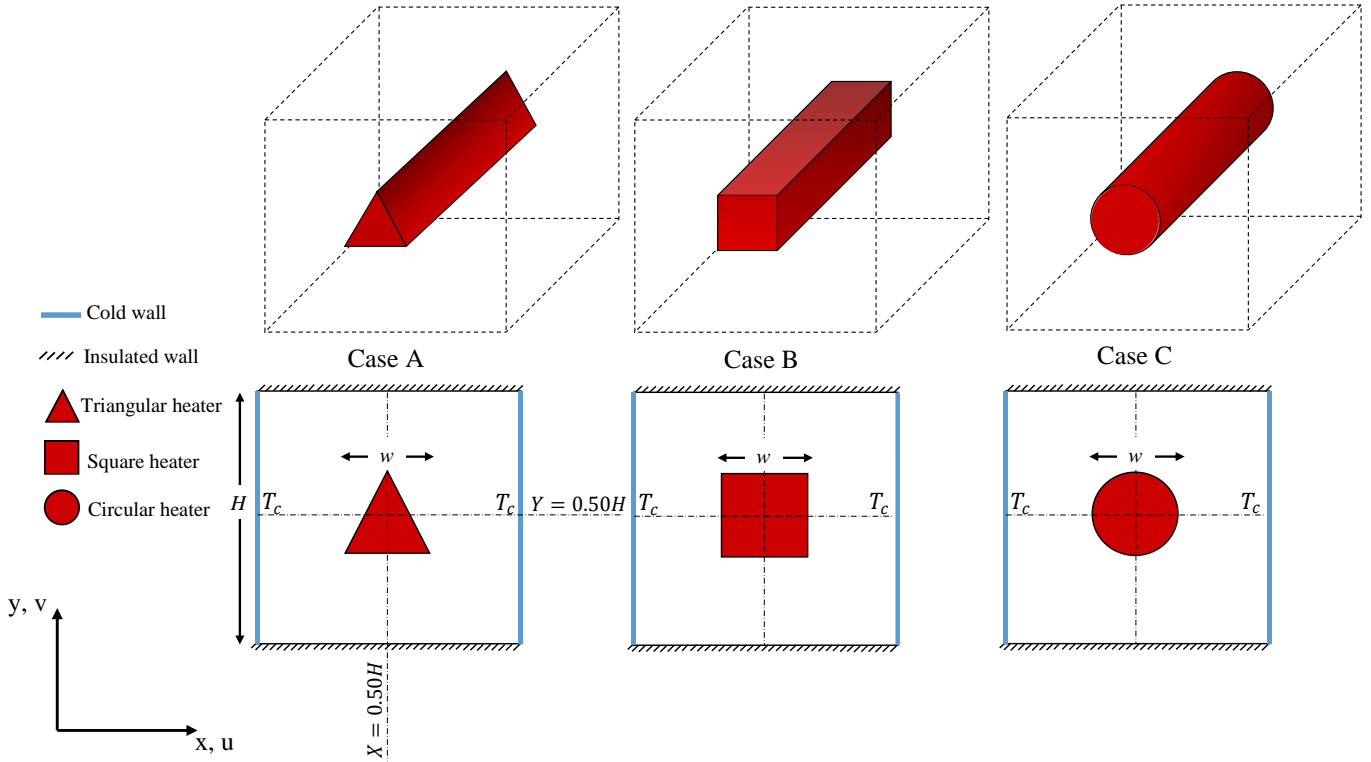 Cold wall
Insulated wall
Triangular heater
Square heater
Circular heater
Case A
Case B
Case C
w
w
w
H
T_c
T_c
Y = 0.50H
T_c
T_c
T_c
T_c
X = 0.50H
y, v
x, u